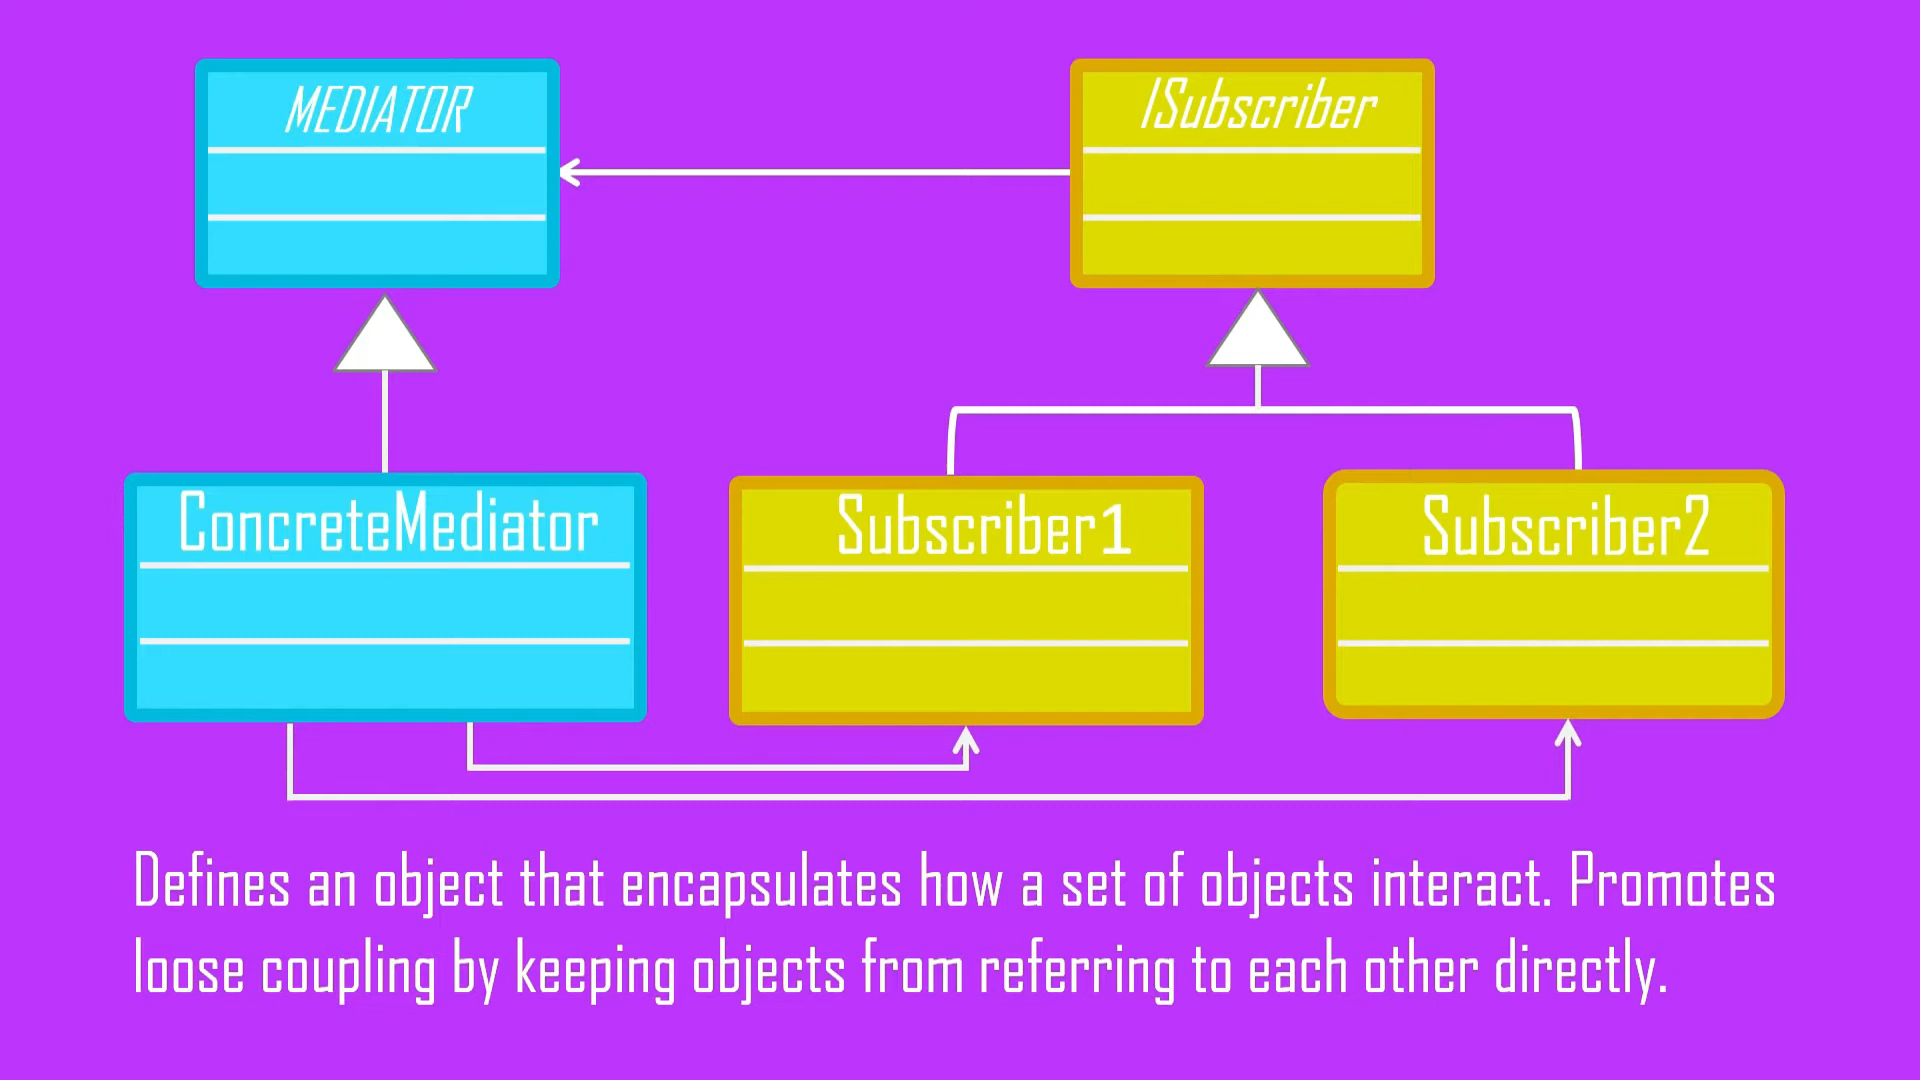 MEDIATOR
ISubscriber
ConcreteMediator
Subscriber1
Subscriber2
Defines an object that encapsulates how a set of objects interact. Promotes
loose coupling by keeping objects from referring to each other directly.